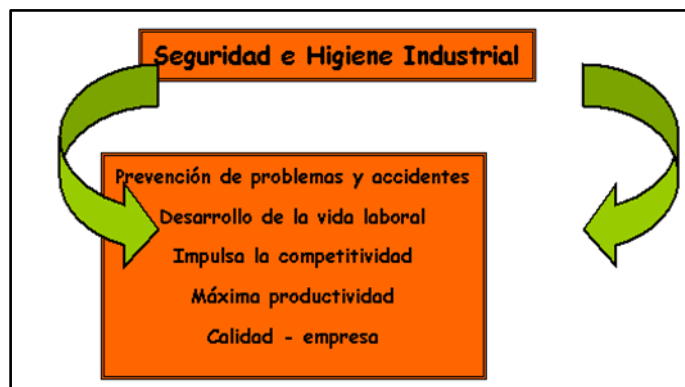 Seguridad e Higiene Industrial
Prevención de problemas y accidentes
Desarrollo de la vida laboral
Impulsa la competitividad
Máxima productividad
Calidad - empresa